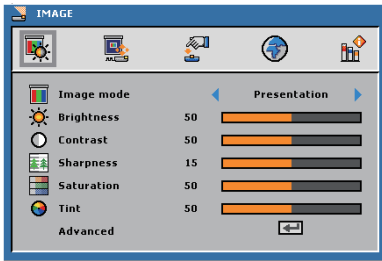 IMAGE
Image mode Presentation
Brightness 50
Contrast 50
Sharpness 15
Saturation 50
Tint 50
Advanced